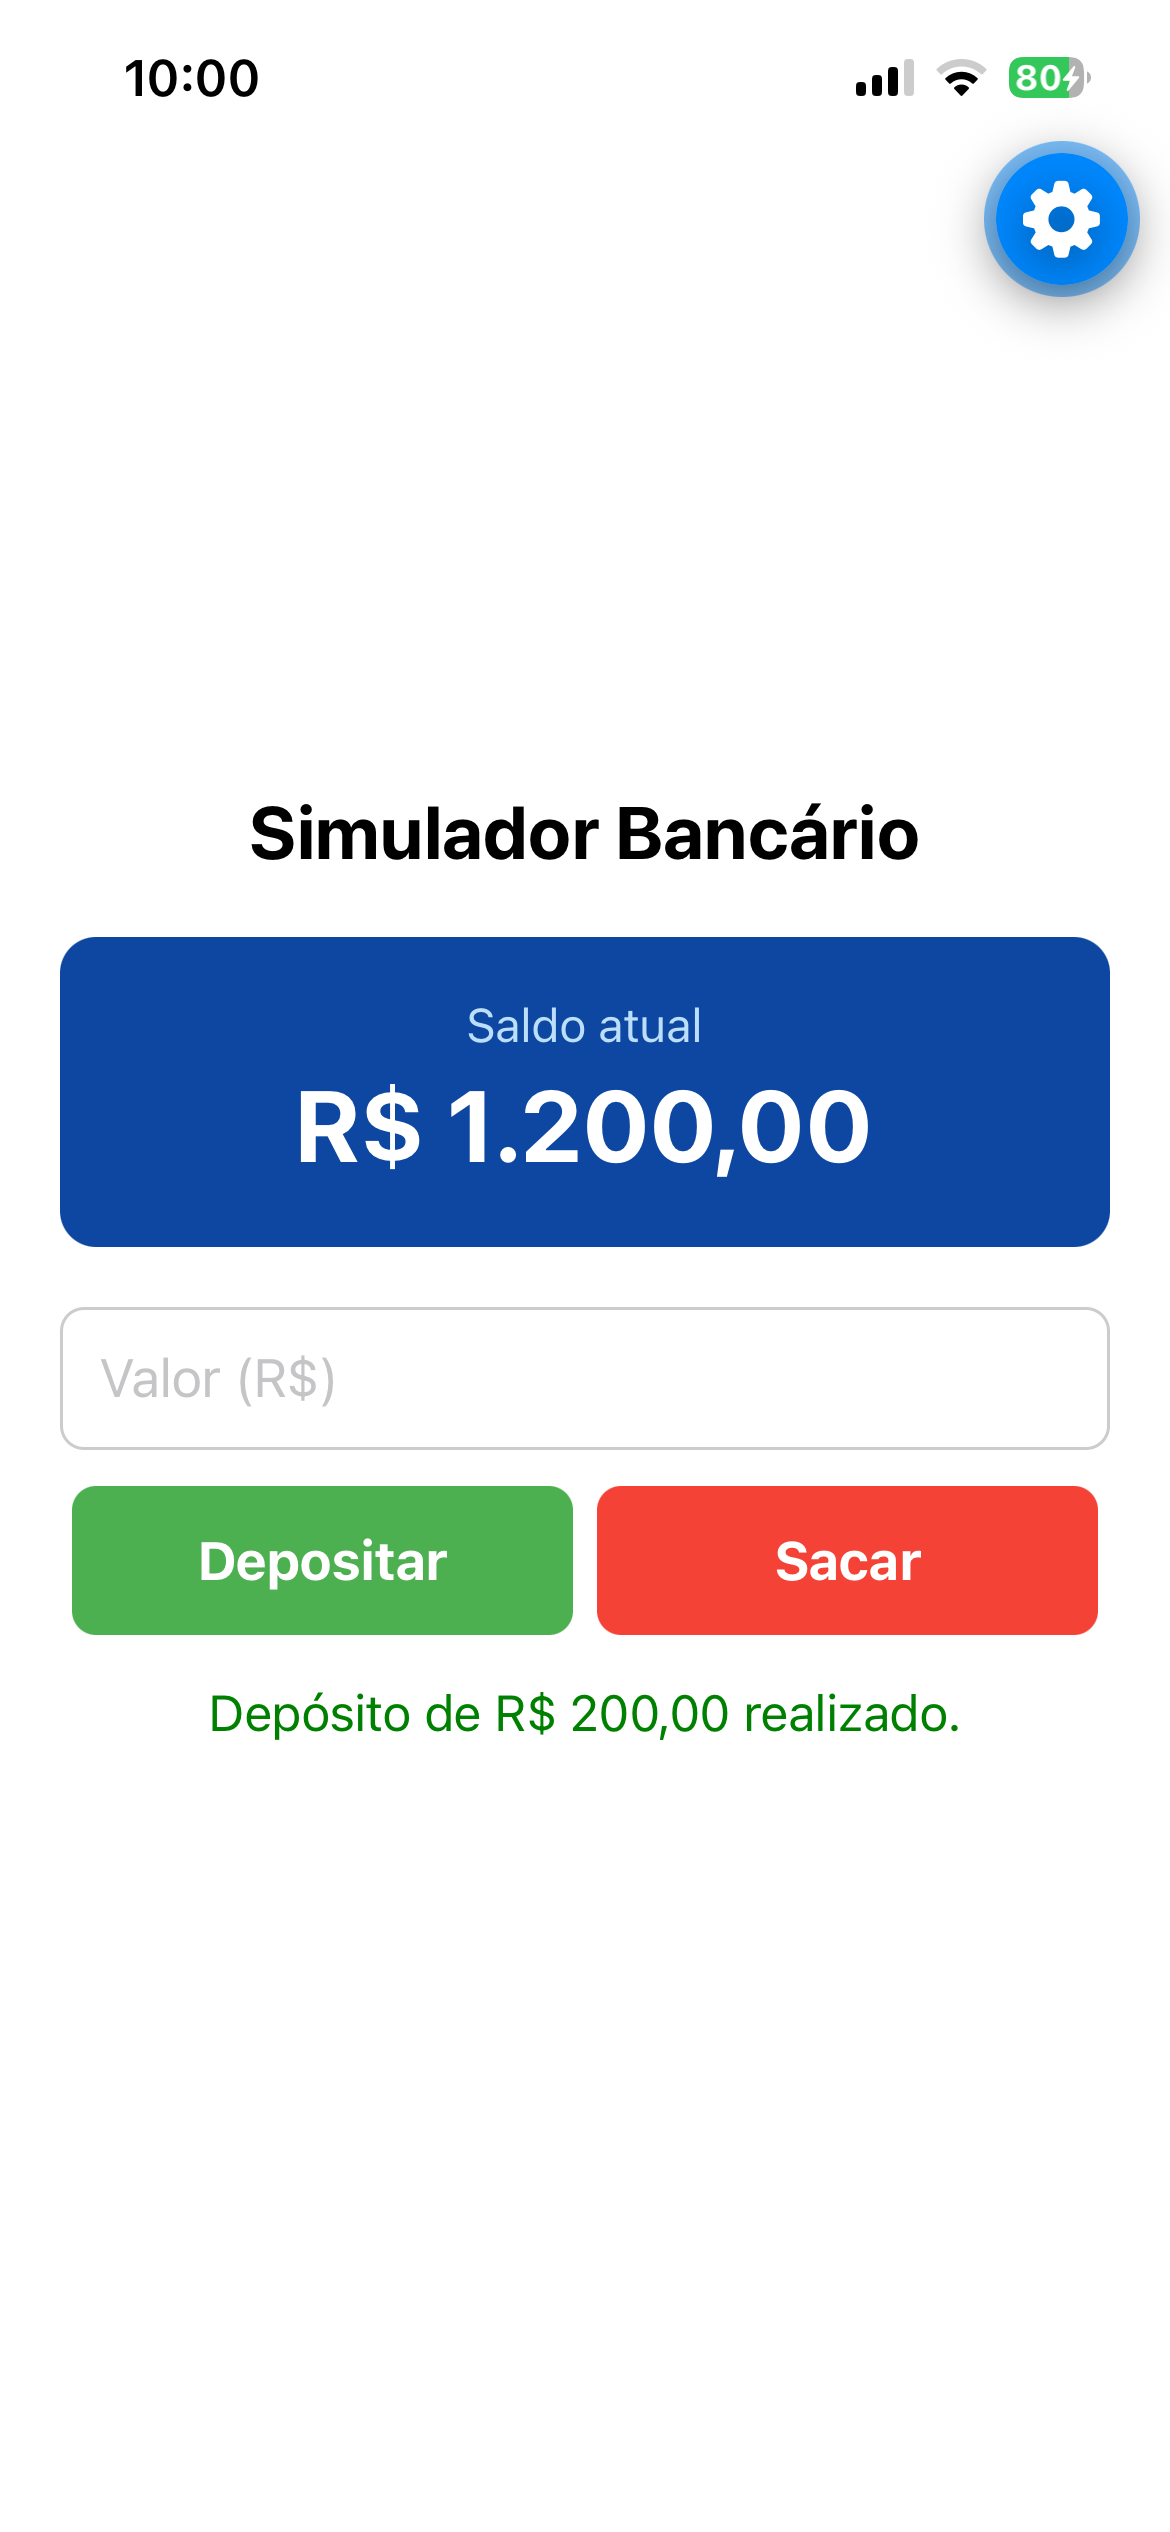 10:00
80
Simulador Bancário
Saldo atual
R$ 1.200,00
Valor (R$)
Depositar
Sacar
Depósito de R$ 200,00 realizado.